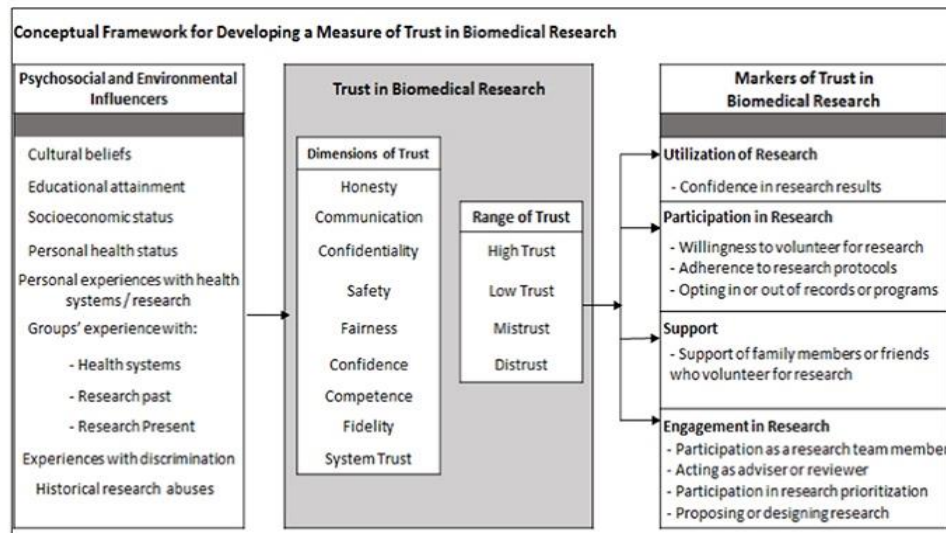 Conceptual Framework for Developing a Measure of Trust in Biomedical Research
Psychosocial and Environmental
Influencers
Cultural beliefs
Educational attainment
Socioeconomic status
Personal health status
Personal experiences with health
systems / research
Groups' experience with:
- Health systems
- Research past
- Research Present
Experiences with discrimination
Historical research abuses
Trust in Biomedical Research
Dimensions of Trust
Honesty
Communication
Confidentiality
Safety
Fairness
Confidence
Competence
Fidelity
System Trust
Range of Trust
High Trust
Low Trust
Mistrust
Distrust
Markers of Trust in
Biomedical Research
Utilization of Research
- Confidence in research results
Participation in Research
- Willingness to volunteer for research
- Adherence to research protocols
- Opting in or out of records or programs
Support
- Support of family members or friends
who volunteer for research
Engagement in Research
- Participation as a research team member
- Acting as adviser or reviewer
- Participation in research prioritization
- Proposing or designing research